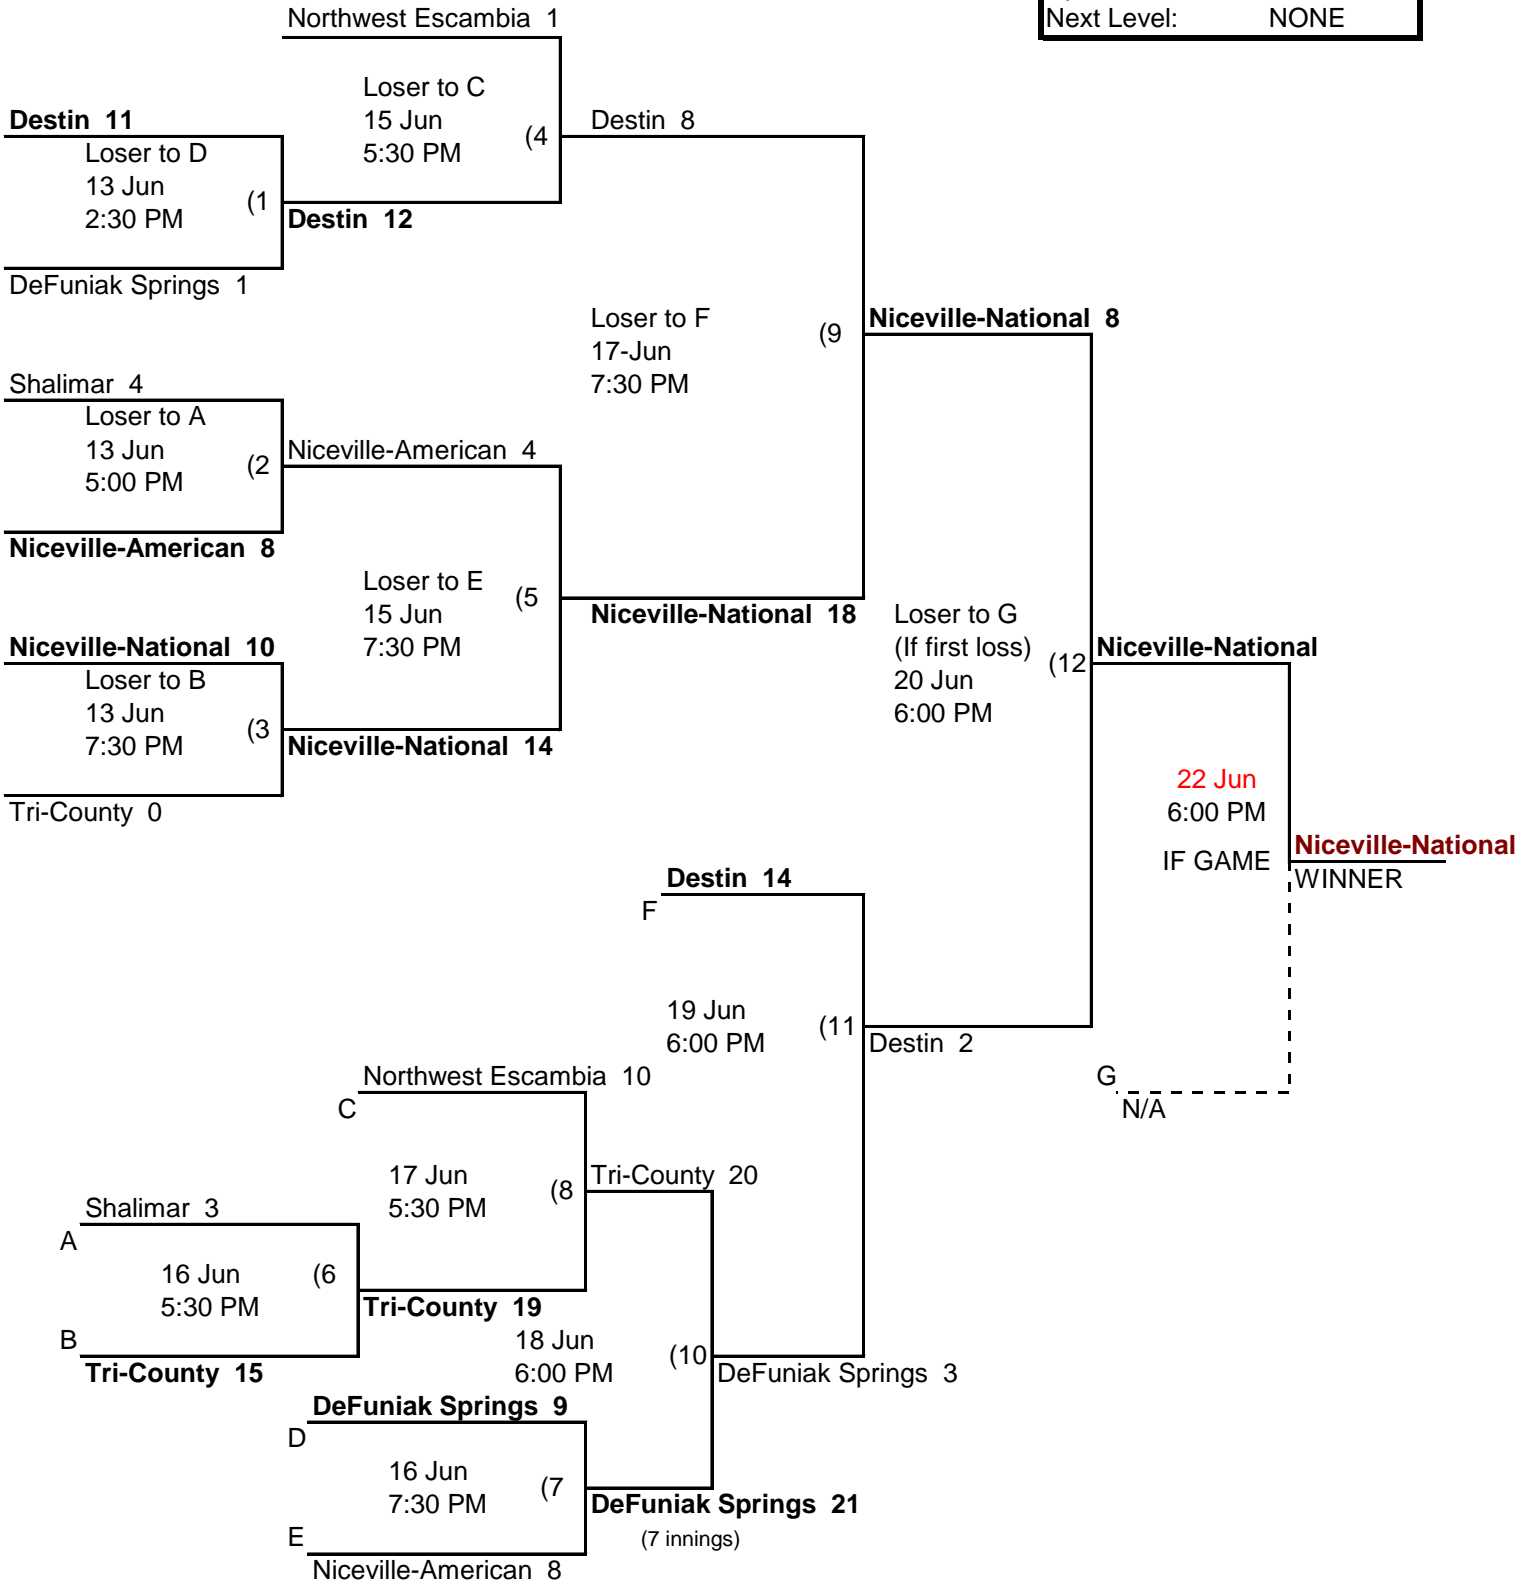 Northwest Escambia 1
Next Level: NONE
Loser to C
15 Jun
5:30 PM
(4
Destin 11
Destin 8
Loser to D
13 Jun
2:30 PM
(1
Destin 12
DeFuniak Springs 1
Loser to F
17-Jun
7:30 PM
(9
Niceville-National 8
Shalimar 4
Loser to A
13 Jun
5:00 PM
(2
Niceville-American 4
Niceville-American 8
Loser to E
15 Jun
7:30 PM
(5
Niceville-National 18
Loser to G
(If first loss)
20 Jun
6:00 PM
(12
Niceville-National
Niceville-National 10
Loser to B
13 Jun
7:30 PM
(3
Niceville-National 14
Tri-County 0
22 Jun
6:00 PM
IF GAME
Niceville-National
WINNER
Destin 14
F
19 Jun
6:00 PM
(11
Destin 2
G
N/A
Northwest Escambia 10
C
17 Jun
5:30 PM
(8
Tri-County 20
Shalimar 3
A
16 Jun
5:30 PM
(6
Tri-County 19
B
Tri-County 15
18 Jun
6:00 PM
(10
DeFuniak Springs 3
DeFuniak Springs 9
D
16 Jun
7:30 PM
(7
DeFuniak Springs 21
(7 innings)
E
Niceville-American 8